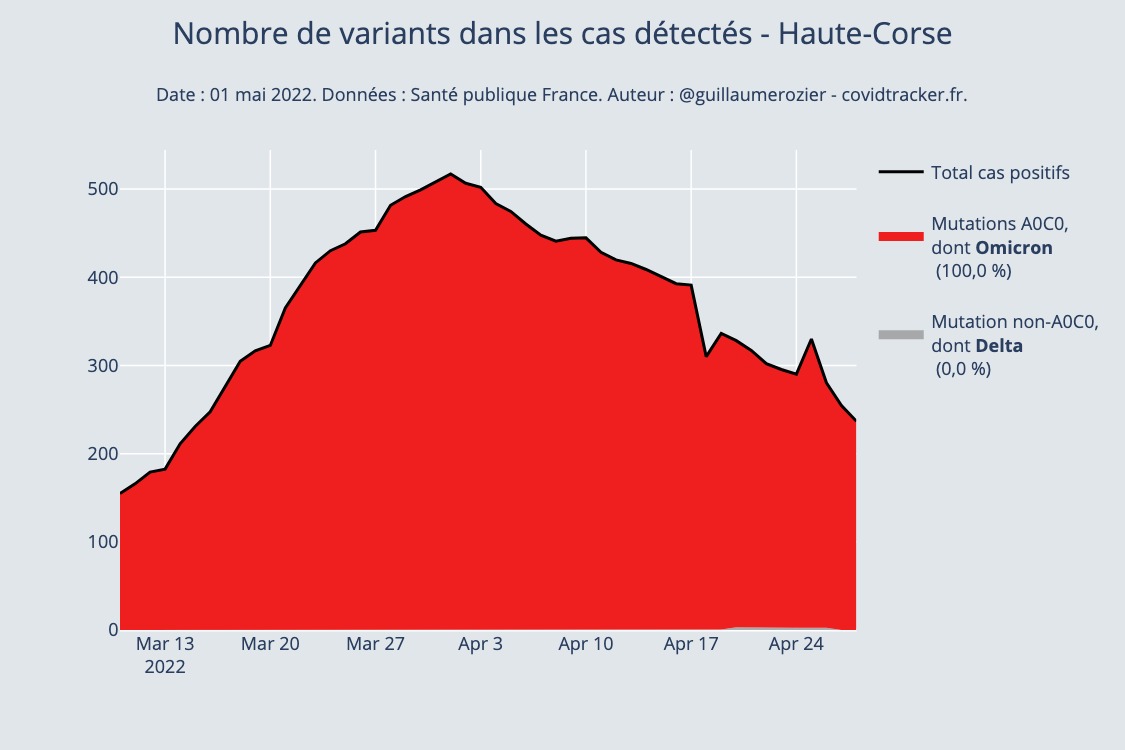 Nombre de variants dans les cas détectés - Haute-Corse
Date : 01 mai 2022. Données : Santé publique France. Auteur : @guillaumerozier - covidtracker.fr.
Total cas positifs
Mutations A0C0,
dont Omicron
(100,0 %)
Mutation non-A0C0,
dont Delta
(0,0 %)
500
400
300
200
100
0
Mar 13
2022
Mar 20
Mar 27
Apr 3
Apr 10
Apr 17
Apr 24